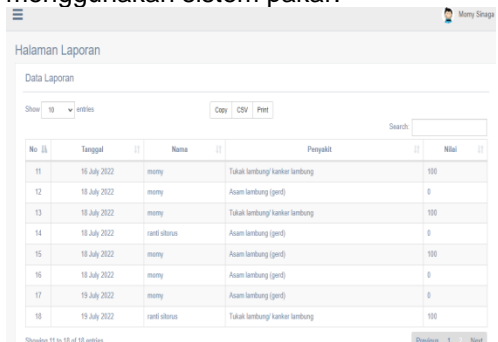 menggunakan sistem pakar.
Momy Sinaga
Halaman Laporan
Data Laporan
Show 10 entries
Copy CSV Print
Search:
No Tanggal Nama Penyakit Nilai
11 16 July 2022 momy Tukak lambung/ kanker lambung 100
12 18 July 2022 momy Asam lambung (gerd) 0
13 18 July 2022 momy Tukak lambung/ kanker lambung 100
14 18 July 2022 ranti sitorus Asam lambung (gerd) 0
15 18 July 2022 momy Asam lambung (gerd) 100
16 18 July 2022 momy Asam lambung (gerd) 0
17 19 July 2022 momy Asam lambung (gerd) 0
18 19 July 2022 ranti sitorus Tukak lambung/ kanker lambung 100
Showing 11 to 18 of 18 entries
Previous 1 Next